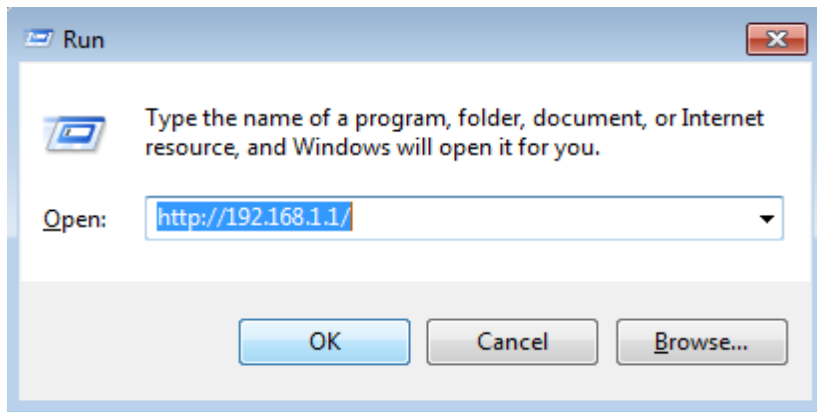 Run
Type the name of a program, folder, document, or Internet
resource, and Windows will open it for you.
Open: http://192.168.1.1/
OK Cancel Browse...